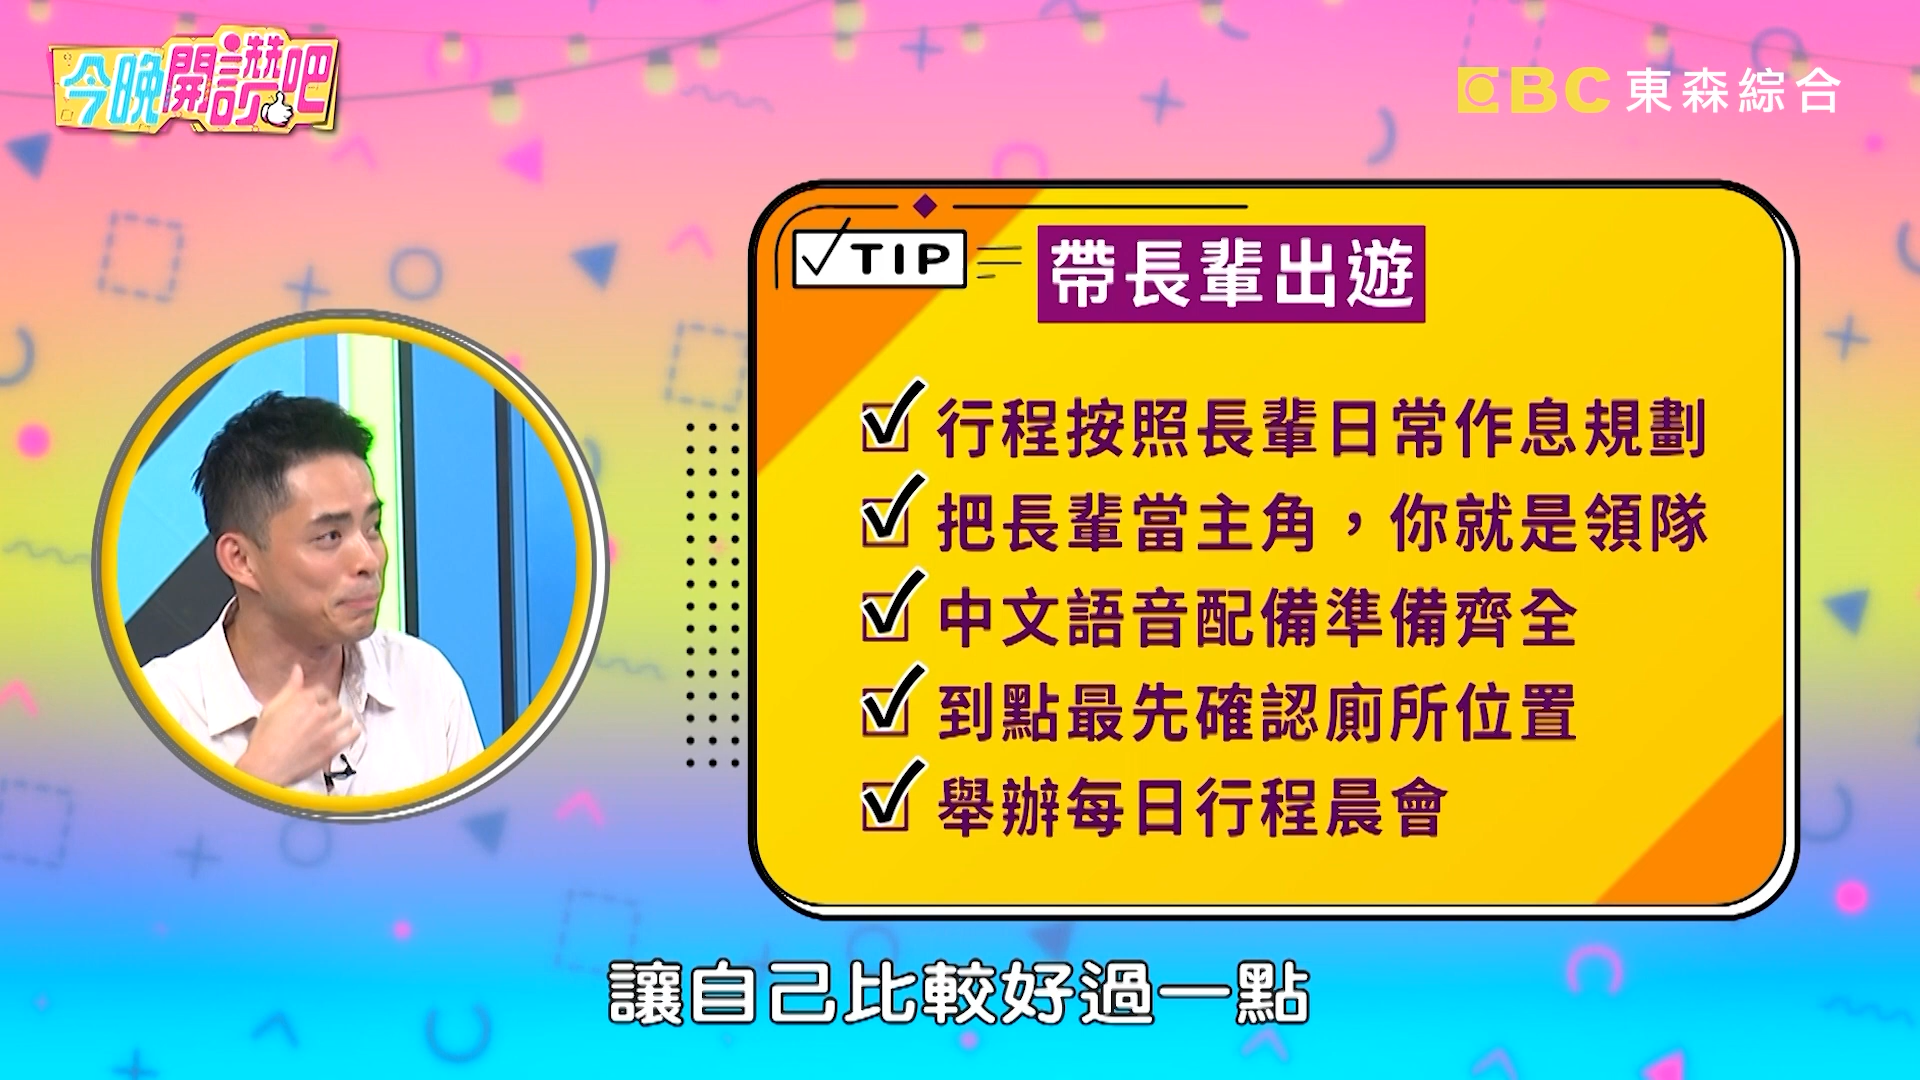 今晚開讚吧
EBC 東森綜合
TIP
帶長輩出遊
行程按照長輩日常作息規劃
把長輩當主角，你就是領隊
中文語音配備準備齊全
到點最先確認廁所位置
舉辦每日行程晨會
讓自己比較好過一點